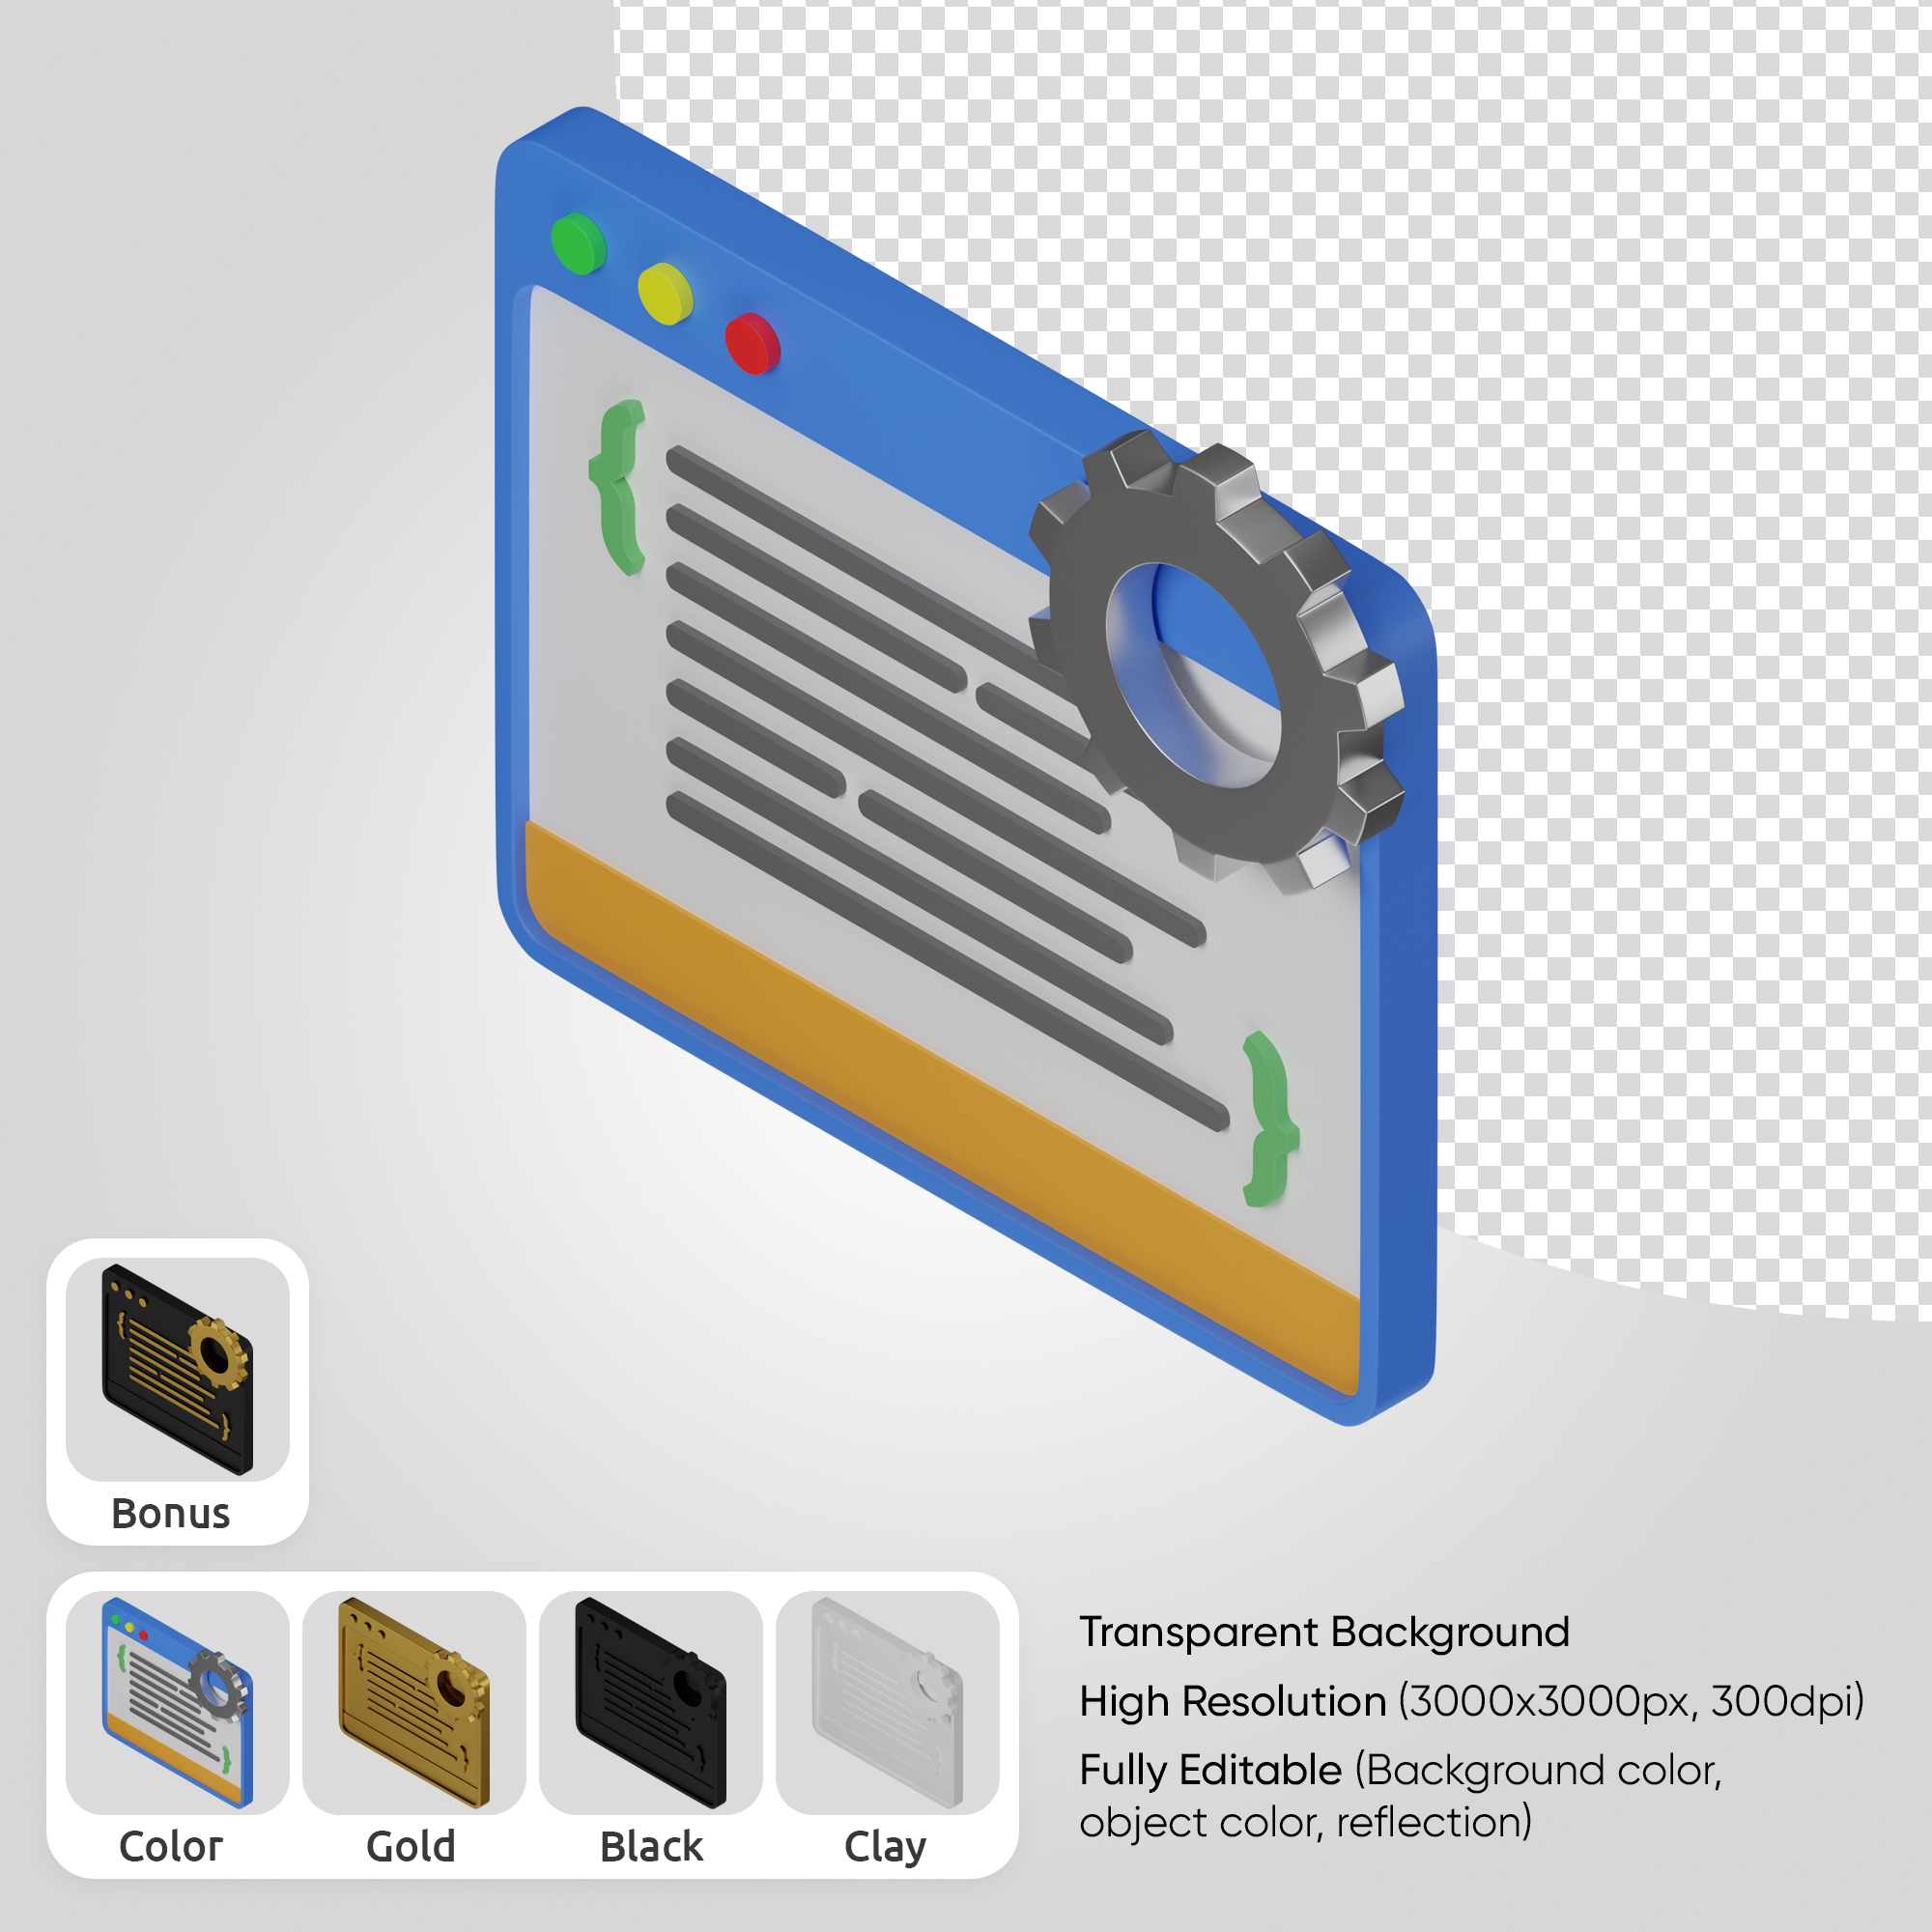 {
}
Bonus
Color
Gold
Black
Clay
Transparent Background
High Resolution (3000x3000px, 300dpi)
Fully Editable (Background color,
object color, reflection)